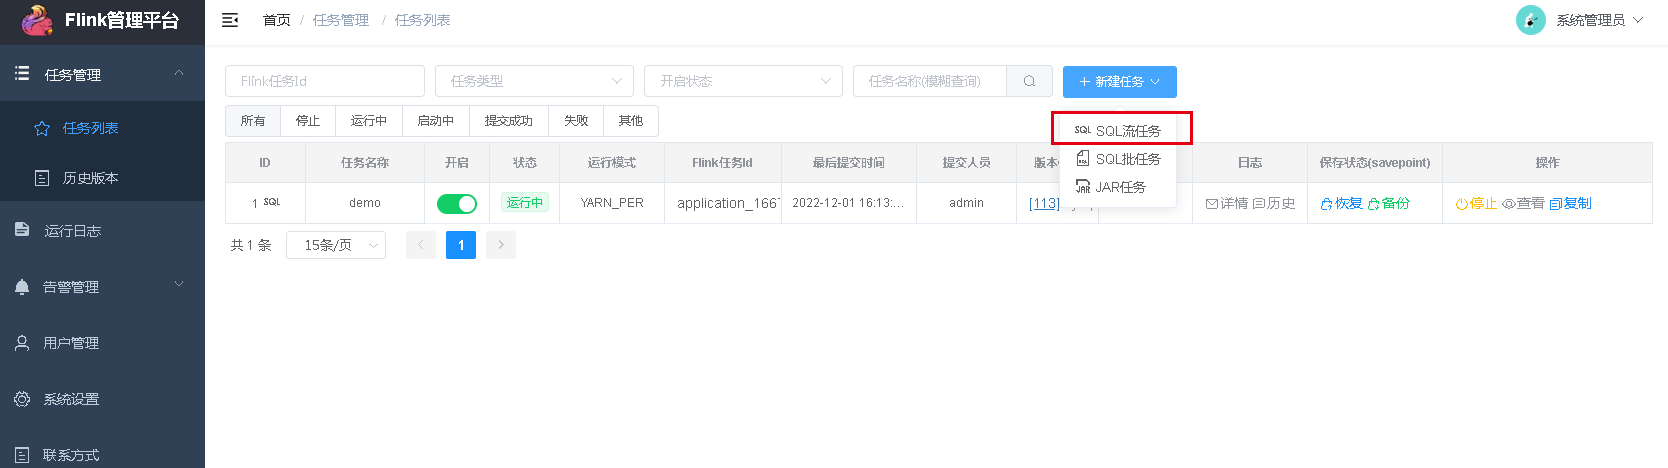 Flink管理平台
首页 / 任务管理 / 任务列表
系统管理员
任务管理
任务列表
历史版本
运行日志
告警管理
用户管理
系统设置
联系方式
Flink任务Id 任务类型 开启状态 任务名称(模糊查询) + 新建任务
所有 停止 运行中 启动中 提交成功 失败 其他
SQL SQL流任务
SQL SQL批任务
JAR JAR任务
ID 任务名称 开启 状态 运行模式 Flink任务Id 最后提交时间 提交人员 版本 日志 保存状态(savepoint) 操作
1 SQL demo 运行中 YARN_PER application_166 2022-12-01 16:13:... admin [113] 详情 历史 恢复 备份 停止 查看 复制
共 1 条 15条/页 < 1 >